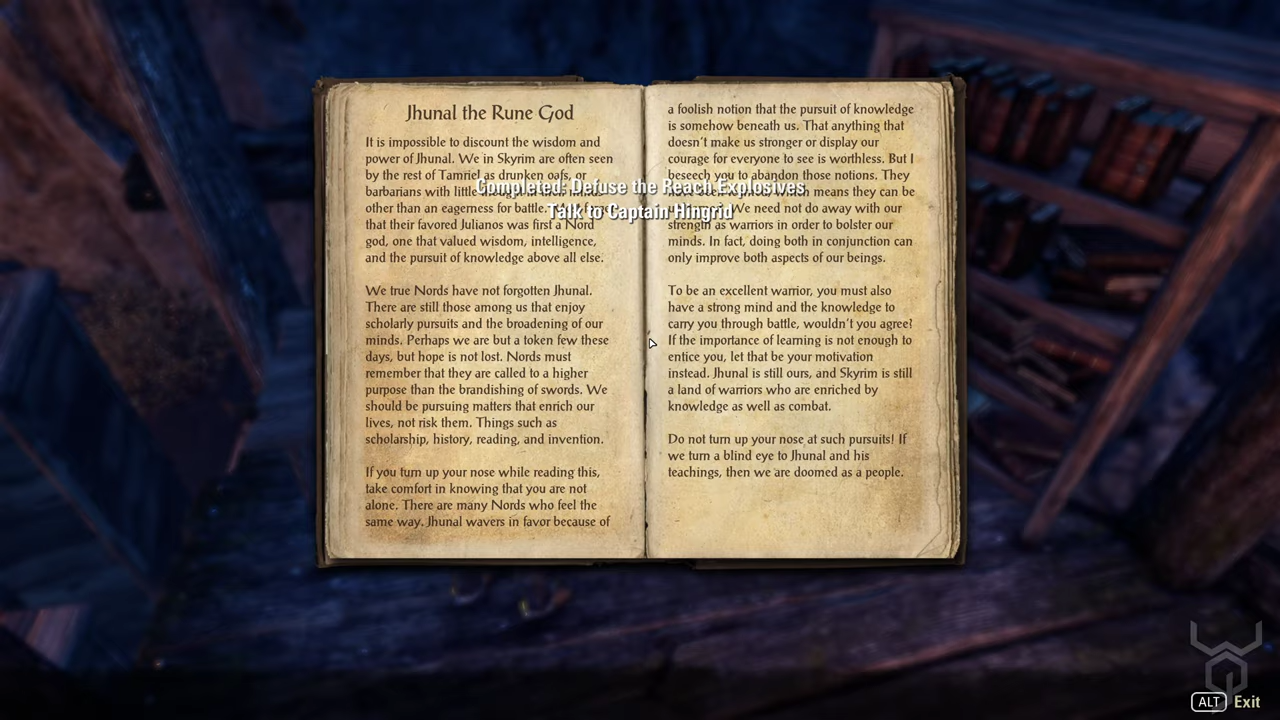 Jhunal the Rune God
It is impossible to discount the wisdom and
power of Jhunal. We in Skyrim are often seen
by the rest of Tamriel as drunken oafs, or
barbarians with little
other than an eagerness for battle.
that their favored Julianos was first a Nord
god, one that valued wisdom, intelligence,
and the pursuit of knowledge above all else.
We true Nords have not forgotten Jhunal.
There are still those among us that enjoy
scholarly pursuits and the broadening of our
minds. Perhaps we are but a token few these
days, but hope is not lost. Nords must
remember that they are called to a higher
purpose than the brandishing of swords. We
should be pursuing matters that enrich our
lives, not risk them. Things such as
scholarship, history, reading, and invention.
If you turn up your nose while reading this,
take comfort in knowing that you are not
alone. There are many Nords who feel the
same way. Jhunal wavers in favor because of
a foolish notion that the pursuit of knowledge
is somehow beneath us. That anything that
doesn't make us stronger or display our
courage for everyone to see is worthless. But I
beseech you to abandon those notions. They
means they can be
We need not do away with our
strength as warriors in order to bolster our
minds. In fact, doing both in conjunction can
only improve both aspects of our beings.
To be an excellent warrior, you must also
have a strong mind and the knowledge to
carry you through battle, wouldn't you agree?
If the importance of learning is not enough to
entice you, let that be your motivation
instead. Jhunal is still ours, and Skyrim is still
a land of warriors who are enriched by
knowledge as well as combat.
Do not turn up your nose at such pursuits! If
we turn a blind eye to Jhunal and his
teachings, then we are doomed as a people.
Completed: Defuse the Reach Explosives
Talk to Captain Hingrid
ALT Exit